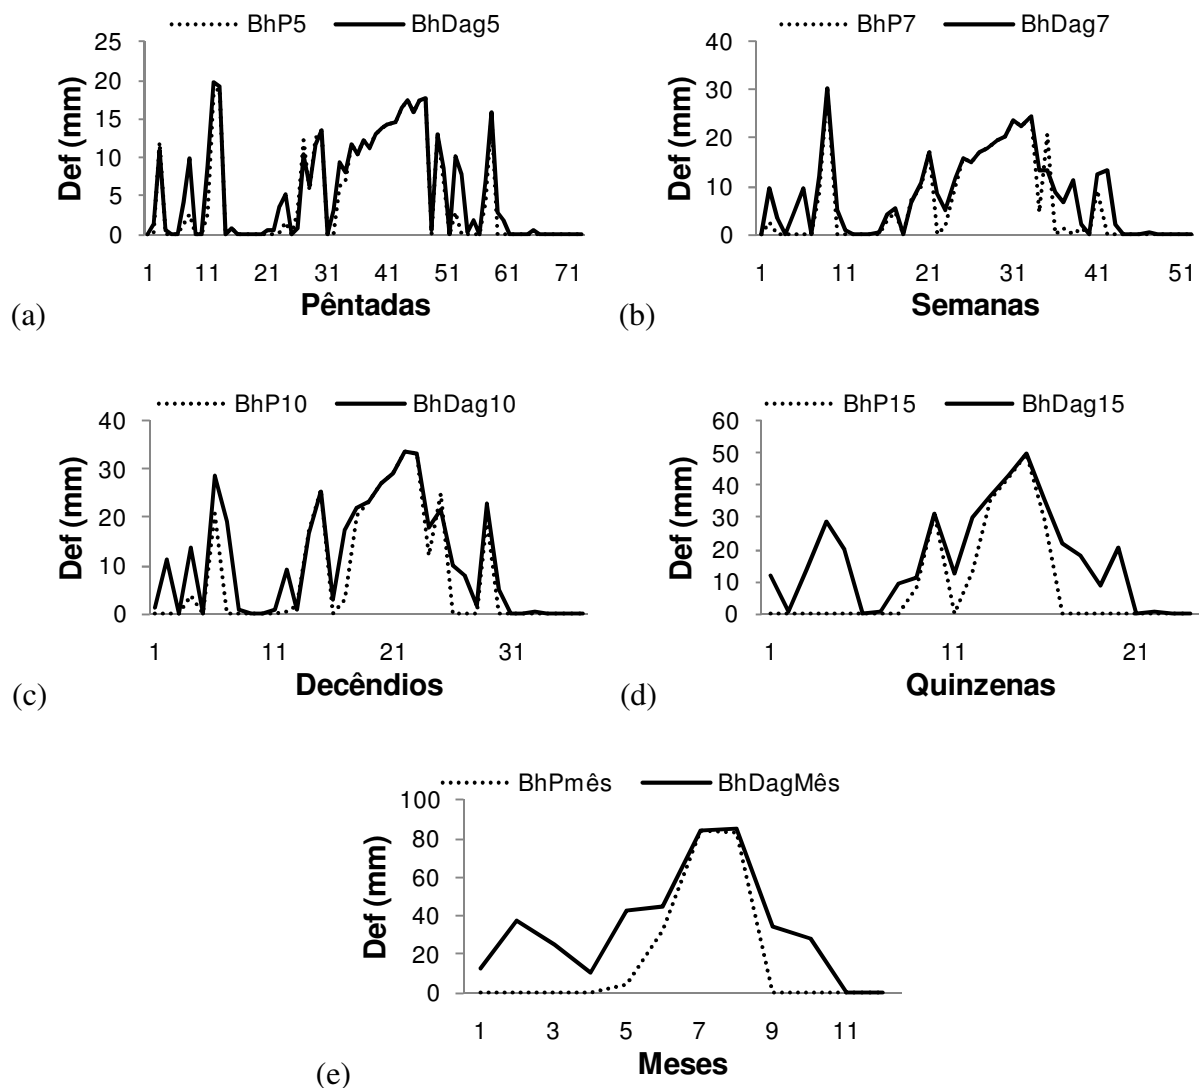 BhP5 BhDag5
25
20
15
10
5
0
Def (mm)
1 11 21 31 41 51 61 71
Pêntadas
(a)
BhP7 BhDag7
40
30
20
10
0
Def (mm)
1 11 21 31 41 51
Semanas
(b)
BhP10 BhDag10
40
30
20
10
0
Def (mm)
1 11 21 31
Decêndios
(c)
BhP15 BhDag15
60
50
40
30
20
10
0
Def (mm)
1 11 21
Quinzenas
(d)
BhPmês BhDagMês
100
80
60
40
20
0
Def (mm)
1 3 5 7 9 11
Meses
(e)